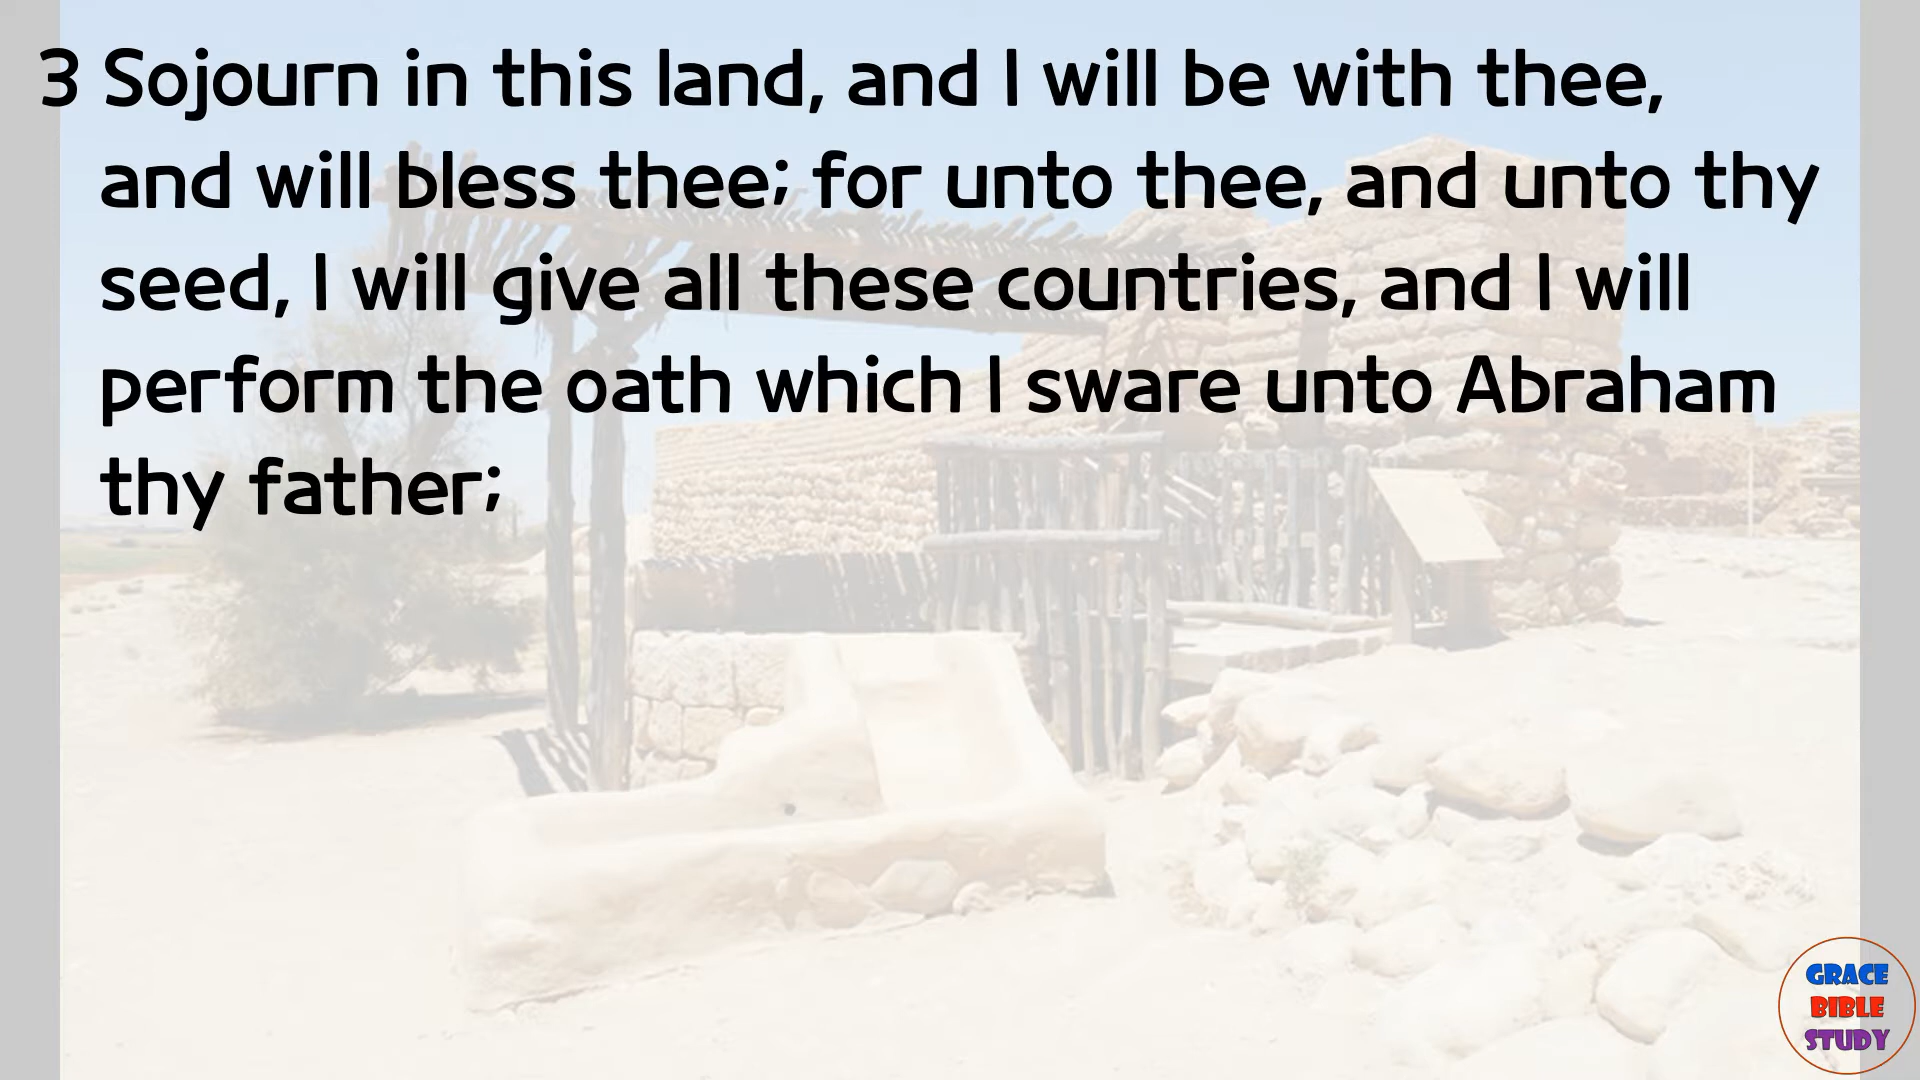 3 Sojourn in this land, and I will be with thee,
and will bless thee; for unto thee, and unto thy
seed, I will give all these countries, and I will
perform the oath which I sware unto Abraham
thy father;
GRACE
BIBLE
STUDY